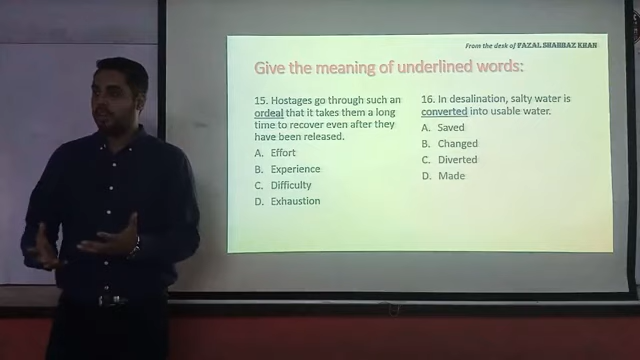 From the desk of FAZAL SHAHBAZ KHAN
Give the meaning of underlined words:
15. Hostages go through such an
ordeal that it takes them a long
time to recover even after they
have been released.
A. Effort
B. Experience
C. Difficulty
D. Exhaustion
16. In desalination, salty water is
converted into usable water.
A. Saved
B. Changed
C. Diverted
D. Made